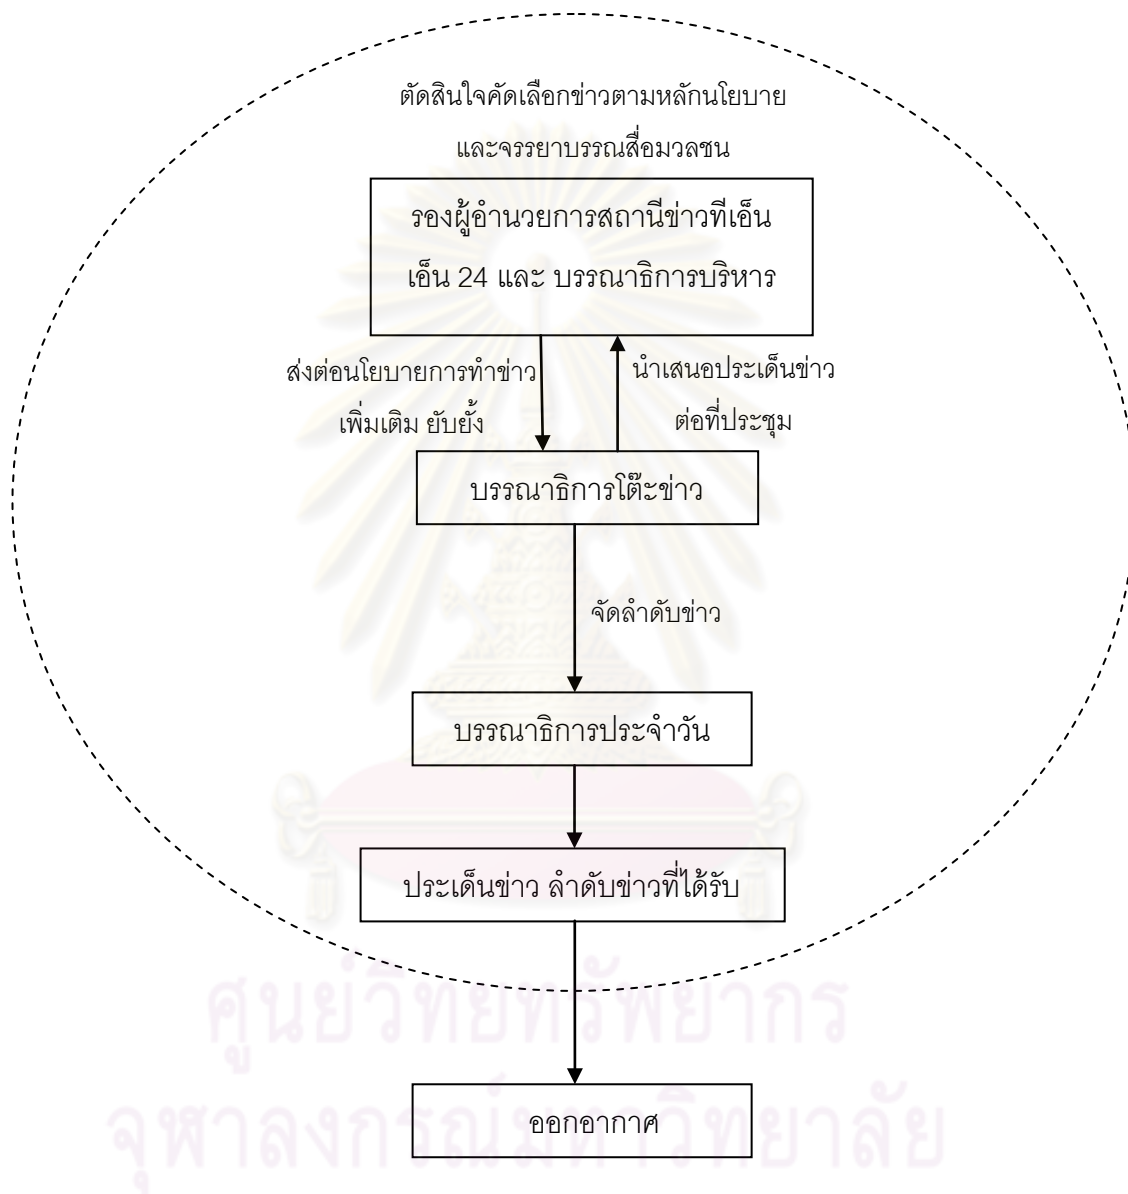 ตัดสินใจคัดเลือกข่าวตามหลักนโยบาย
และจรรยาบรรณสื่อมวลชน
รองผู้อำนวยการสถานีข่าวทีเอ็น
เอ็น 24 และ บรรณาธิการบริหาร
ส่งต่อนโยบายการทำข่าว
เพิ่มเติม ยับยั้ง
นำเสนอประเด็นข่าว
ต่อที่ประชุม
บรรณาธิการโต๊ะข่าว
จัดลำดับข่าว
บรรณาธิการประจำวัน
ประเด็นข่าว ลำดับข่าวที่ได้รับ
ศูนย์วิทยทรัพยากร
ออกอากาศ
จุฬาลงกรณ์มหาวิทยาลัย